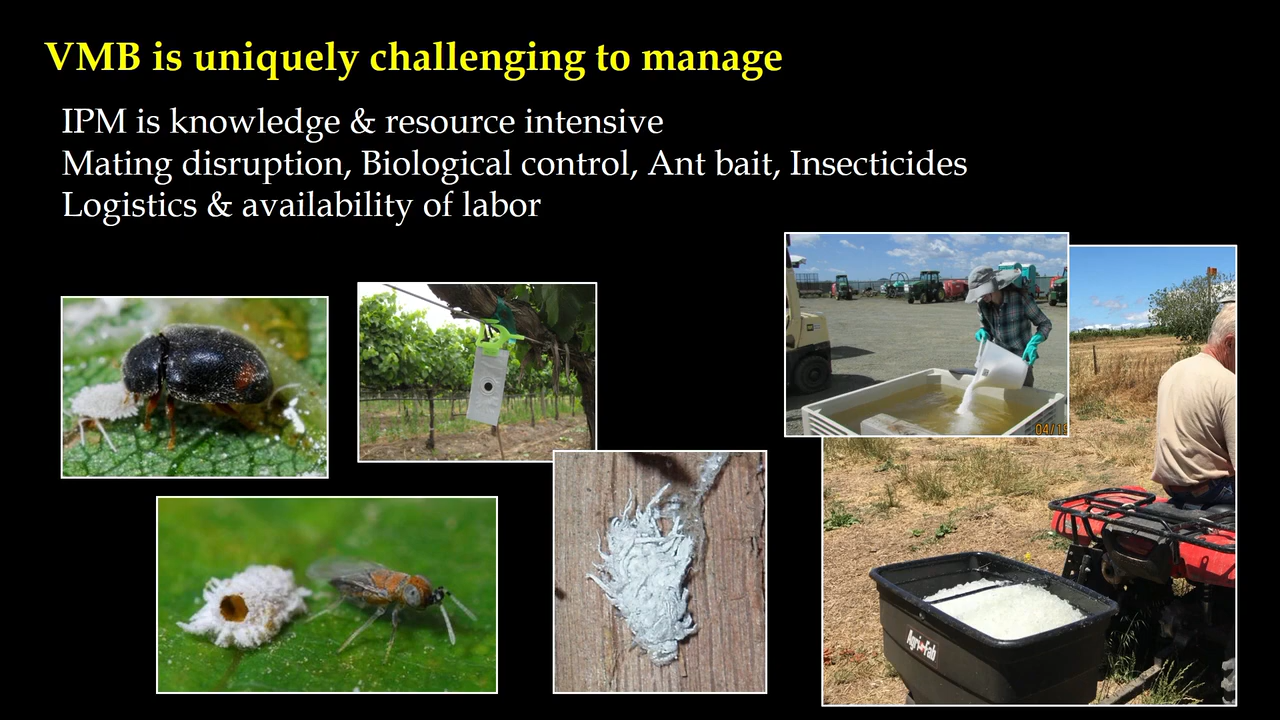 VMB is uniquely challenging to manage
IPM is knowledge & resource intensive
Mating disruption, Biological control, Ant bait, Insecticides
Logistics & availability of labor
04/15
Agri-Fab